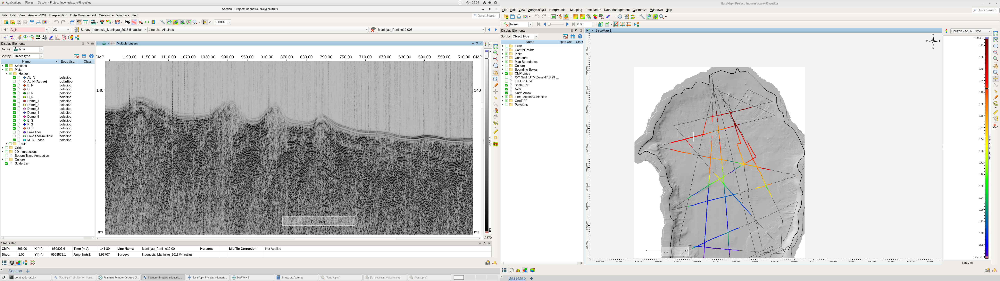 Applications Places Section - Project: Indonesia_proj@nautilus Mon 16:14
Section - Project: Indonesia_proj@nautilus
File Edit View Analysis/QSI Interpretation Data Management Customize Windows Help Quick Search
VE 1500%
H At_N 2D Survey Indonesia_Maninjau_2018@nautilus Line List All Lines Maninjau_Runline10.003
Display Elements
Domain Time
Sort by Object Type
Name Epos User Class
Sections
Picks
Horizon
Ab_N ooladipo
At_N (Active) ooladipo
B_N ooladipo
Bt ooladipo
C_N ooladipo
D_N ooladipo
Dome_1 ooladipo
Dome_2 ooladipo
Dome_3 ooladipo
Dome_4 ooladipo
Dome_5 ooladipo
E_S ooladipo
F_S ooladipo
G_S ooladipo
Lake floor ooladipo
Lake floor-multiple ooladipo
MTD 1 base ooladipo
Fault
Grids
2D Intersections
Bottom Trace Annotation
Culture
Scale Bar
Multiple Layers
CMP 1190.00 1150.00 1110.00 1070.00 1030.00 990.00 950.00 910.00 870.00 830.00 790.00 750.00 710.00 670.00 630.00 590.00 550.00 510.00 CMP
140 140
0.1 km
ms ms
0
Layer_1
100
.9370
Status Bar
CMP: 863.00 X [m]: 630807.6 Time [ms]: 141.89 Line Name: Maninjau_Runline10.00 Horizon: Mis-Tie Correction: Not Applied
Shot: -1.00 Y [m]: 9968572.1 Ampl [m/s]: 3.93707 Survey: Indonesia_Maninjau_2018@nautilus
Section +
ooladipo@mar11:~ [Paradigm™ 19 Session Mana... Remmina Remote Desktop Cl... Section - Project: Indonesia_... BaseMap - Project: Indonesia... MARWINS Snaps_of_features [Facie A.png] [for sediment volcano.png] [Vents.png]
BaseMap - Project: Indonesia_proj@nautilus
File Edit View Analysis/QSI Interpretation Mapping Time-Depth Data Management Customize Windows Help Quick Search
Inline 0.00
Display Elements
Sort by Object Type
Name Epos Use Class
Grids
Control Points
Picks
Contours
Map Boundaries
Culture
Bounding Boxes
CMP Lines
X-Y Grid (UTM Zone 47 S 99 ...
Lat Lon Grid
Scale Bar
Axis
North Arrow
Line Location/Selection
GeoTIFF
Polygons
H BaseMap 1
N
W E
S
9973000
9972000
9971000
9970000
9969000
9968000
9967000
9966000
9965000
9964000
9963000
2 km
626000 627000 628000 629000 630000 631000 632000 633000 634000 635000 636000 637000 638000 639000 640000 641000 642000 643000
Horizon - Ab_N, Time
129.437
132
136
140
144
148
152
156
160
164
168
172
176
180
184
188
192
196
200
204.303
Horizon - Ab_N, Time
146.776
BaseMap +